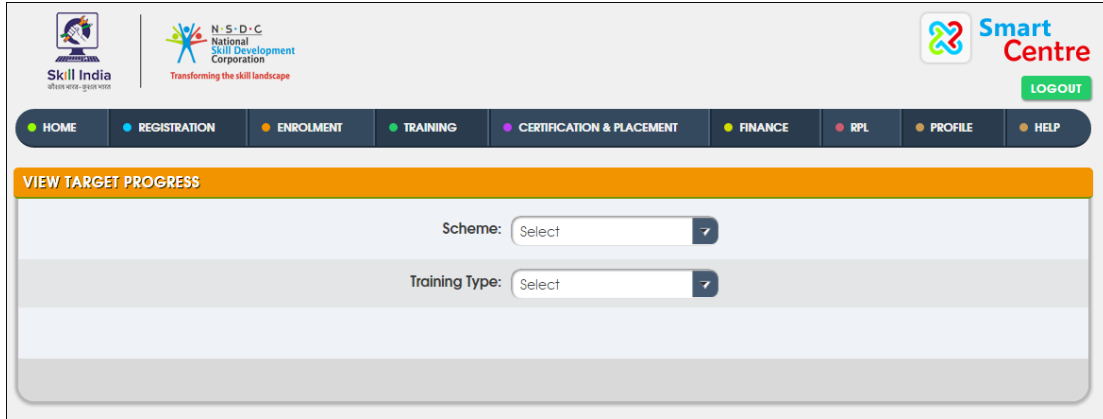 Skill India
कौशल भारत-कुशल भारत
N·S·D·C
National
Skill Development
Corporation
Transforming the skill landscape
Smart
Centre
LOGOUT
HOME
REGISTRATION
ENROLMENT
TRAINING
CERTIFICATION & PLACEMENT
FINANCE
RPL
PROFILE
HELP
VIEW TARGET PROGRESS
Scheme: Select
Training Type: Select